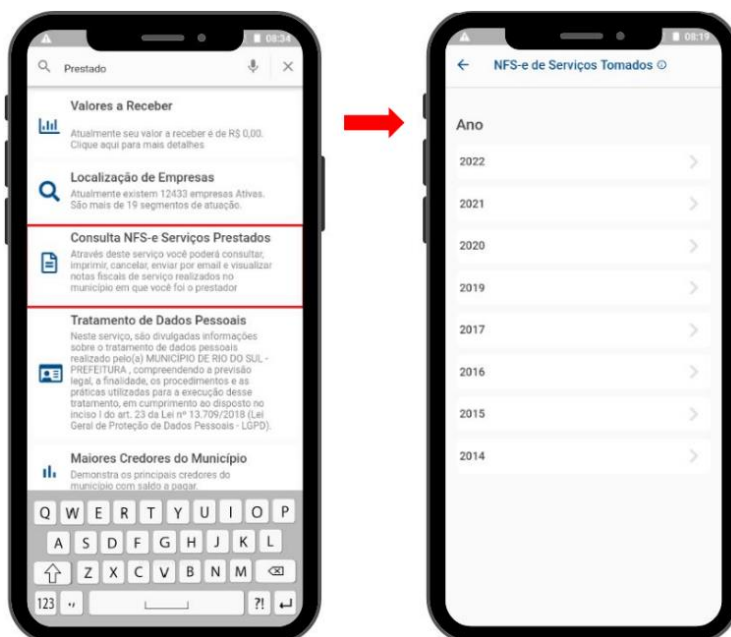 08:34
Prestado
Valores a Receber
Atualmente seu valor a receber é de R$ 0,00.
Clique aqui para mais detalhes
Localização de Empresas
Atualmente existem 12433 empresas Ativas.
São mais de 19 segmentos de atuação.
Consulta NFS-e Serviços Prestados
Através deste serviço você poderá consultar,
imprimir, cancelar, enviar por email e visualizar
notas fiscais de serviço realizados no
município em que você foi o prestador
Tratamento de Dados Pessoais
Neste serviço, são divulgadas informações
sobre o tratamento de dados pessoais
realizado pelo(a) MUNICÍPIO DE RIO DO SUL -
PREFEITURA , compreendendo a previsão
legal, a finalidade, os procedimentos e as
práticas utilizadas para a execução desse
tratamento, em cumprimento ao disposto no
inciso I do art. 23 da Lei nº 13.709/2018 (Lei
Geral de Proteção de Dados Pessoais - LGPD).
Maiores Credores do Município
Demonstra os principais credores do
município com saldo a pagar.
Q W E R T Y U I O P
A S D F G H J K L
Z X C V B N M
123 ., ?!
08:19
NFS-e de Serviços Tomados
Ano
2022
2021
2020
2019
2017
2016
2015
2014